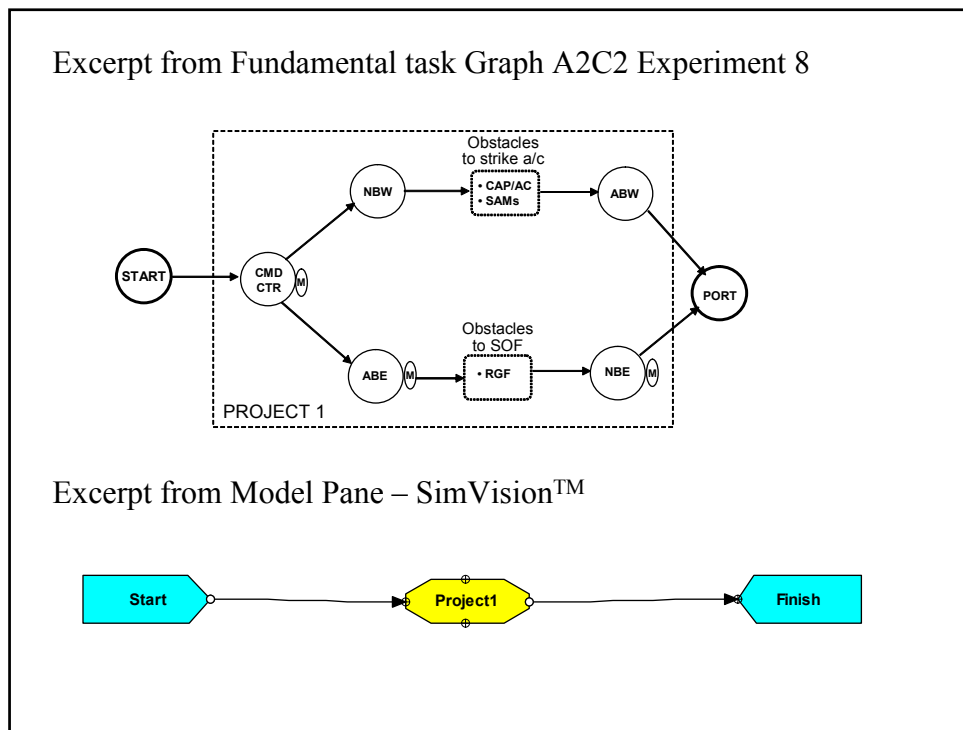 Excerpt from Fundamental task Graph A2C2 Experiment 8
Obstacles
to strike a/c
NBW
• CAP/AC
• SAMs
ABW
START
CMD
CTR
M
PORT
Obstacles
to SOF
ABE
M
• RGF
NBE
M
PROJECT 1
Excerpt from Model Pane – SimVision™
Start
Project1
Finish